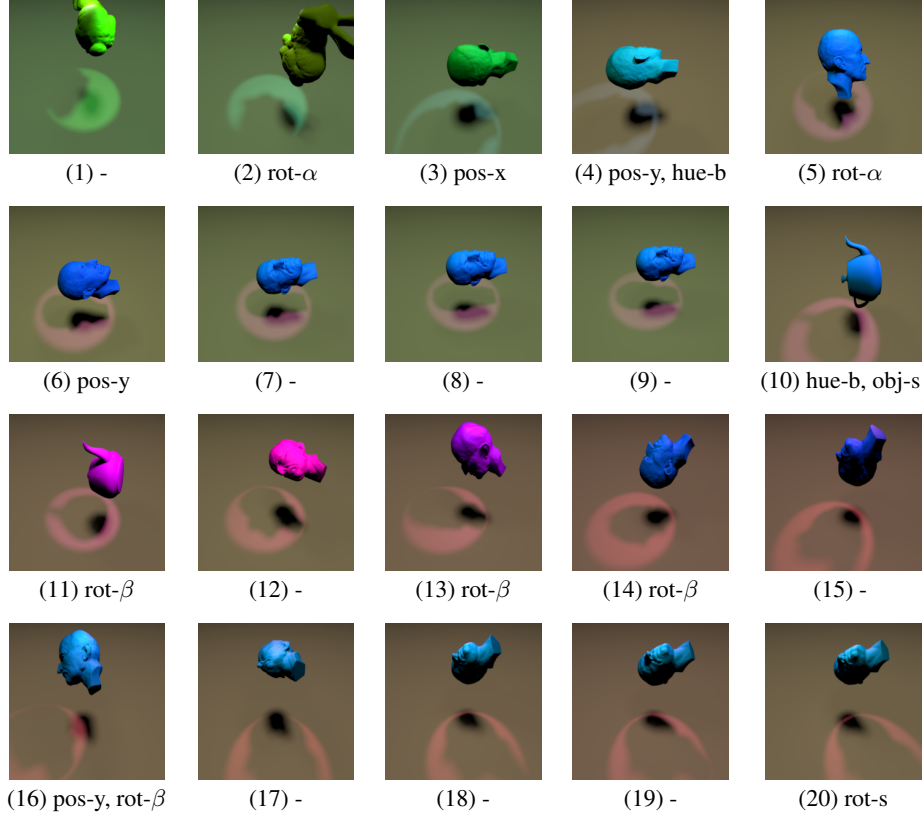 (1) - (2) rot-α (3) pos-x (4) pos-y, hue-b (5) rot-α
(6) pos-y (7) - (8) - (9) - (10) hue-b, obj-s
(11) rot-β (12) - (13) rot-β (14) rot-β (15) -
(16) pos-y, rot-β (17) - (18) - (19) - (20) rot-s